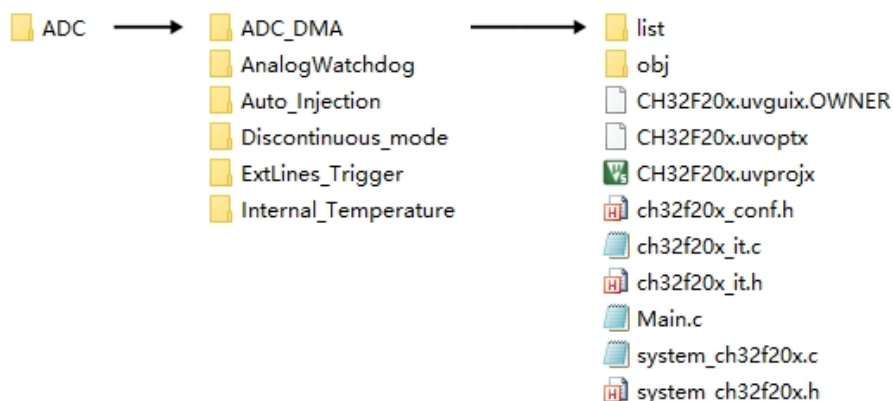 ADC
ADC_DMA
AnalogWatchdog
Auto_Injection
Discontinuous_mode
ExtLines_Trigger
Internal_Temperature
list
obj
CH32F20x.uvguix.OWNER
CH32F20x.uvoptx
CH32F20x.uvprojx
ch32f20x_conf.h
ch32f20x_it.c
ch32f20x_it.h
Main.c
system_ch32f20x.c
system_ch32f20x.h